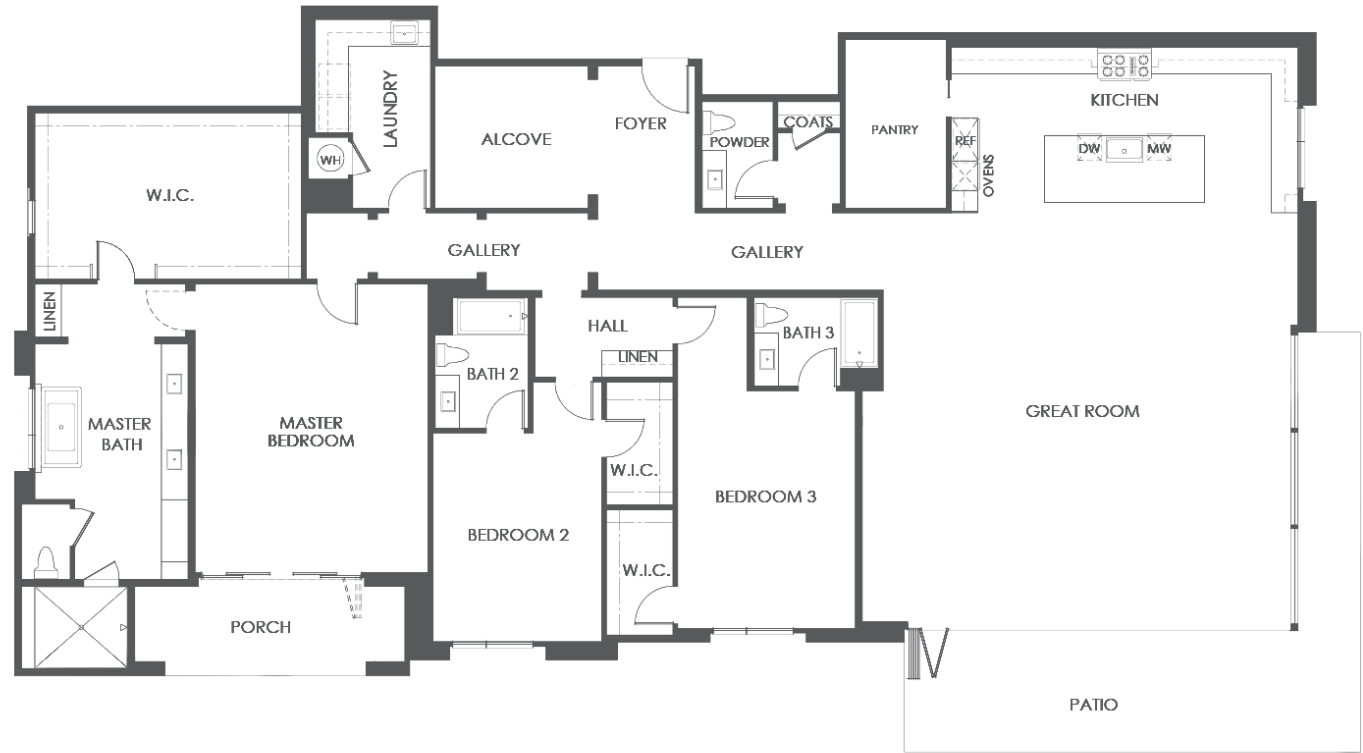 LAUNDRY
WH
ALCOVE
FOYER
POWDER
COATS
PANTRY
REF
OVENS
KITCHEN
DW
MW
W.I.C.
GALLERY
GALLERY
LINEN
HALL
LINEN
BATH 2
BATH 3
MASTER
BATH
MASTER
BEDROOM
GREAT ROOM
W.I.C.
BEDROOM 2
BEDROOM 3
W.I.C.
PORCH
PATIO